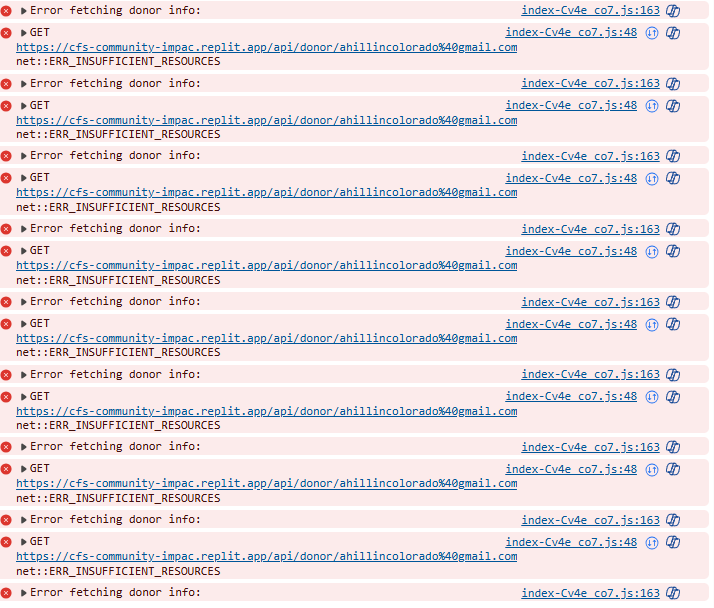 Error fetching donor info: index-Cv4e_co7.js:163
GET index-Cv4e_co7.js:48
https://cfs-community-impac.replit.app/api/donor/ahillincolorado%40gmail.com
net::ERR_INSUFFICIENT_RESOURCES
Error fetching donor info: index-Cv4e_co7.js:163
GET index-Cv4e_co7.js:48
https://cfs-community-impac.replit.app/api/donor/ahillincolorado%40gmail.com
net::ERR_INSUFFICIENT_RESOURCES
Error fetching donor info: index-Cv4e_co7.js:163
GET index-Cv4e_co7.js:48
https://cfs-community-impac.replit.app/api/donor/ahillincolorado%40gmail.com
net::ERR_INSUFFICIENT_RESOURCES
Error fetching donor info: index-Cv4e_co7.js:163
GET index-Cv4e_co7.js:48
https://cfs-community-impac.replit.app/api/donor/ahillincolorado%40gmail.com
net::ERR_INSUFFICIENT_RESOURCES
Error fetching donor info: index-Cv4e_co7.js:163
GET index-Cv4e_co7.js:48
https://cfs-community-impac.replit.app/api/donor/ahillincolorado%40gmail.com
net::ERR_INSUFFICIENT_RESOURCES
Error fetching donor info: index-Cv4e_co7.js:163
GET index-Cv4e_co7.js:48
https://cfs-community-impac.replit.app/api/donor/ahillincolorado%40gmail.com
net::ERR_INSUFFICIENT_RESOURCES
Error fetching donor info: index-Cv4e_co7.js:163
GET index-Cv4e_co7.js:48
https://cfs-community-impac.replit.app/api/donor/ahillincolorado%40gmail.com
net::ERR_INSUFFICIENT_RESOURCES
Error fetching donor info: index-Cv4e_co7.js:163
GET index-Cv4e_co7.js:48
https://cfs-community-impac.replit.app/api/donor/ahillincolorado%40gmail.com
net::ERR_INSUFFICIENT_RESOURCES
Error fetching donor info: index-Cv4e_co7.js:163